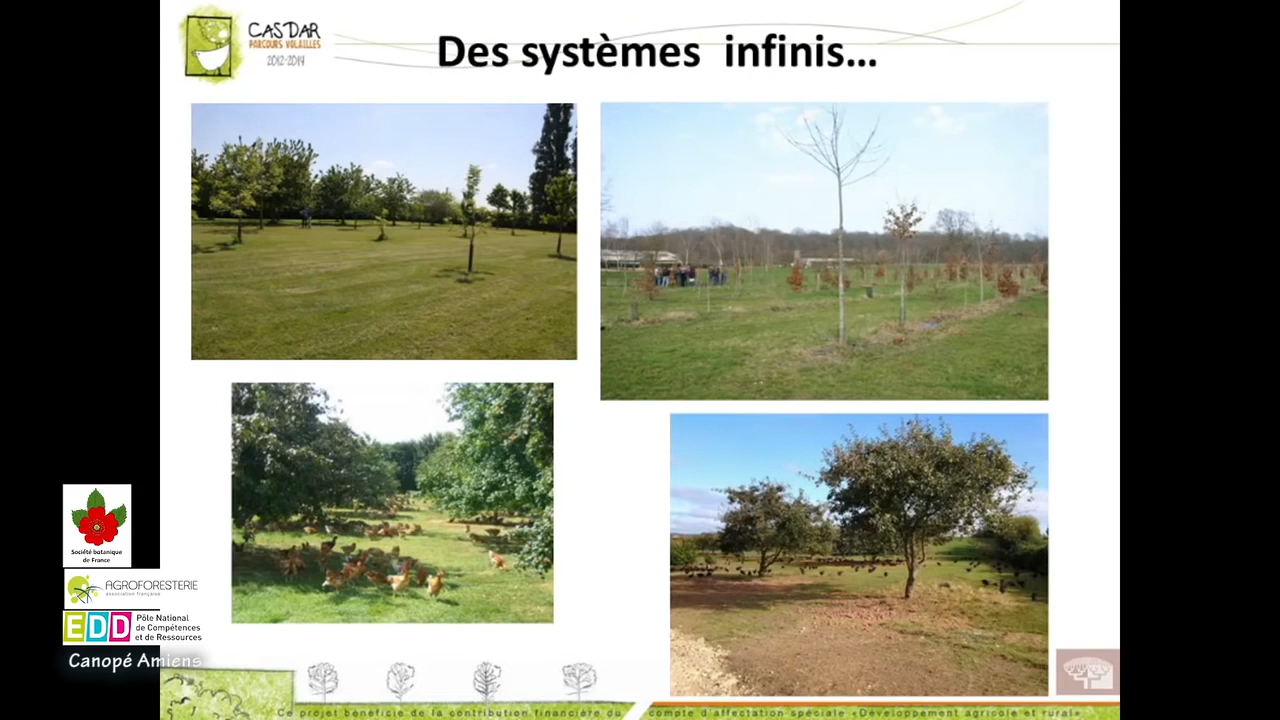 CASDAR
PARCOURS VOLAILLES
2012-2014
Des systèmes infinis...
Société botanique
de France
AGROFORESTERIE
association française
EDD Pôle National
de Compétences
et de Ressources
Canopé Amiens
Ce projet bénéficie de la contribution financière du compte d'affectation spéciale «Développement agricole et rural»